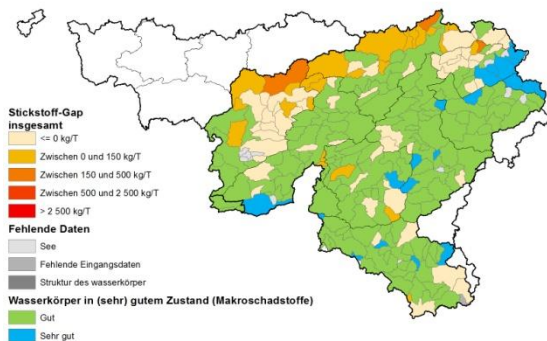 Stickstoff-Gap
insgesamt
<= 0 kg/T
Zwischen 0 und 150 kg/T
Zwischen 150 und 500 kg/T
Zwischen 500 und 2 500 kg/T
> 2 500 kg/T
Fehlende Daten
See
Fehlende Eingangsdaten
Struktur des wasserkörper
Wasserkörper in (sehr) gutem Zustand (Makroschadstoffe)
Gut
Sehr gut